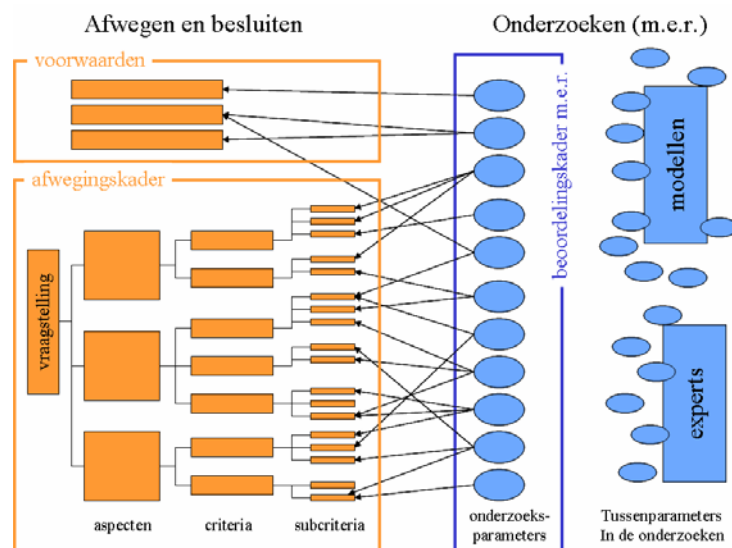 Afwegen en besluiten
Onderzoeken (m.e.r.)
voorwaarden
afwegingskader
vraagstelling
aspecten
criteria
subcriteria
beoordelingskader m.e.r.
onderzoeks-
parameters
modellen
experts
Tussenparameters
In de onderzoeken